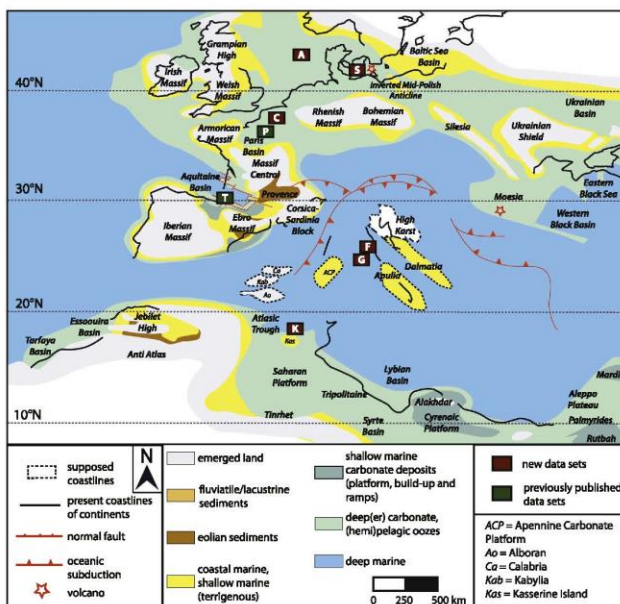 40°N
30°N
20°N
10°N
Grampian
High
Irish
Massif
Welsh
Massif
A
S
Baltic Sea
Basin
Inverted Mid-Polish
Anticline
C
P
Armorican
Massif
Paris
Basin
Rhenish
Massif
Bohemian
Massif
Silesia
Ukrainian
Basin
Ukrainian
Shield
Massif
Central
Aquitaine
Basin
T
Provence
Ebro
Massif
Corsica-
Sardinia
Block
Iberian
Massif
Moesia
Eastern
Black Sea
Western
Black Basin
High
Karst
F
G
Dalmatia
Apulia
ACP
Ca
Kab
Ao
Essouira
Basin
Jebilet
High
Tarfaya
Basin
Anti Atlas
Atlasic
Trough
K
Kas
Saharan
Platform
Tripolitaine
Lybian
Basin
Alakhdar
Cyrenaic
Platform
Tinrhet
Syrte
Basin
Mardi
Aleppo
Plateau
Palmyrides
Rutbah
supposed
coastlines
N
present coastlines
of continents
normal fault
oceanic
subduction
volcano
emerged land
fluviatile/lacustrine
sediments
eolian sediments
coastal marine,
shallow marine
(terrigenous)
shallow marine
carbonate deposits
(platform, build-up and
ramps)
deep(er) carbonate,
(hemi)pelagic oozes
deep marine
0 250 500 km
new data sets
previously published
data sets
ACP = Apennine Carbonate
Platform
Ao = Alboran
Ca = Calabria
Kab = Kabylia
Kas = Kasserine Island